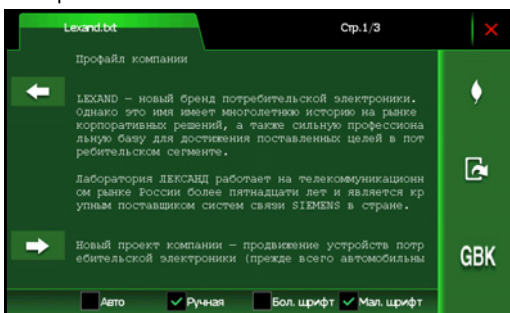 Lexand.txt
Стр.1/3
Профайл компании
LEXAND — новый бренд потребительской электроники.
Однако это имя имеет многолетнюю историю на рынке
корпоративных решений, а также сильную профессиона
льную базу для достижения поставленных целей в пот
ребительском сегменте.
Лаборатория ЛЕКСАНД работает на телекоммуникационн
ом рынке России более пятнадцати лет и является кр
упным поставщиком систем связи SIEMENS в стране.
Новый проект компании — продвижение устройств потр
ебительской электроники (прежде всего автомобильны
GBK
Авто
Ручная
Бол. шрифт
Мал. шрифт